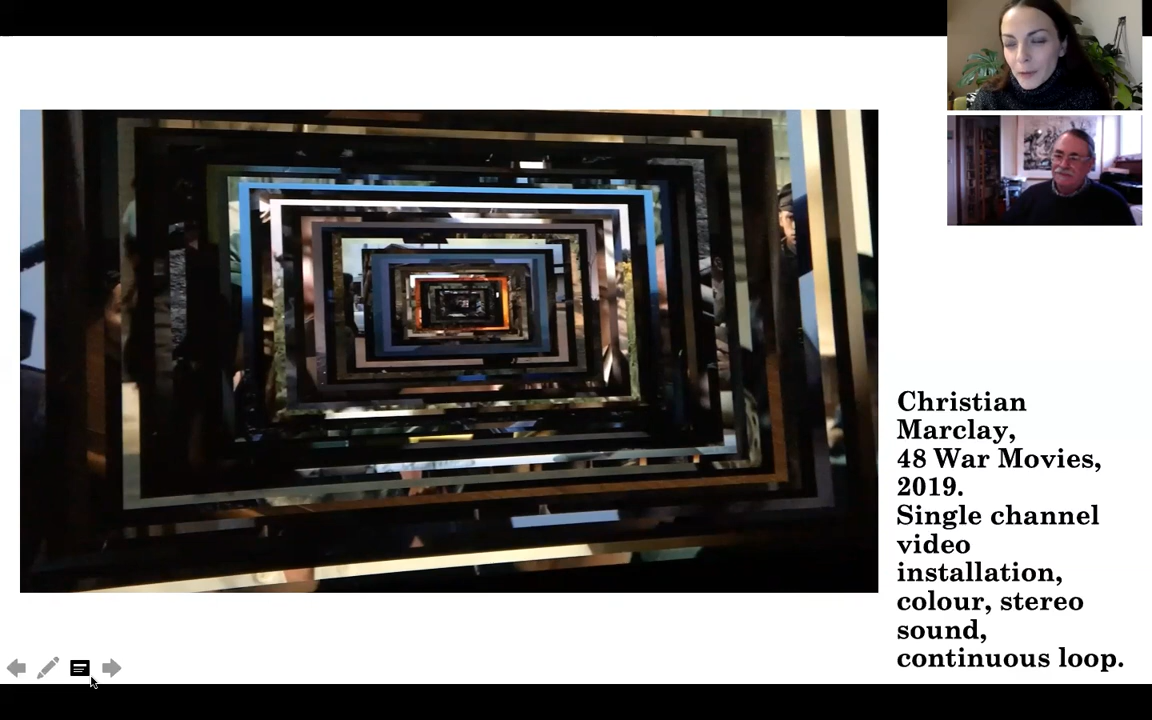 Christian
Marclay,
48 War Movies,
2019.
Single channel
video
installation,
colour, stereo
sound,
continuous loop.